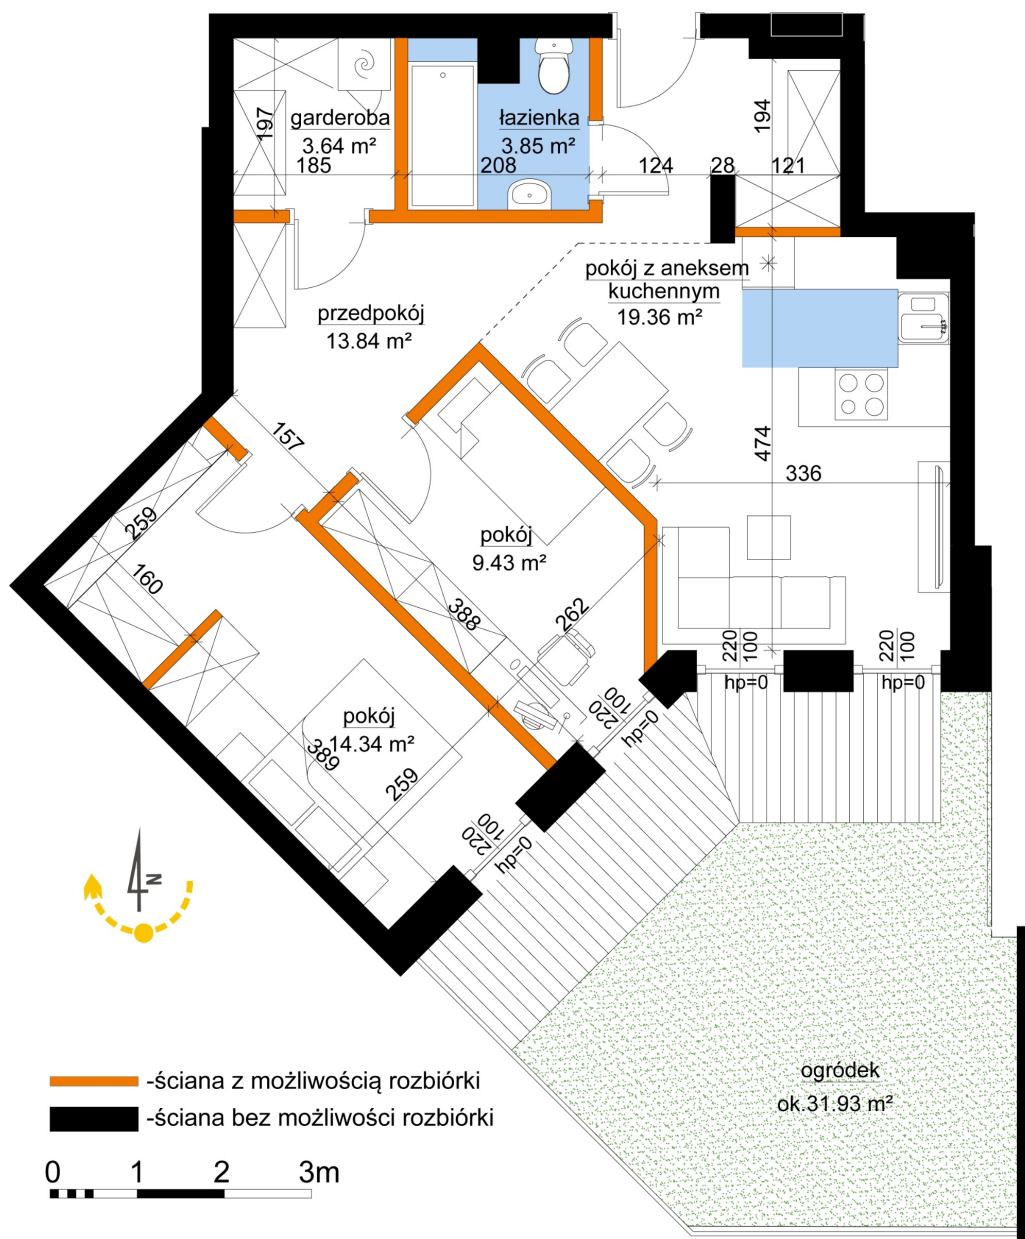 garderoba
3.64 m²
197
185
łazienka
3.85 m²
208
124
28
121
194
pokój z aneksem
kuchennym
19.36 m²
przedpokój
13.84 m²
157
474
336
259
160
pokój
9.43 m²
388
262
220
100
hp=0
220
100
hp=0
220
100
hp=0
pokój
14.34 m²
389
259
220
100
hp=0
N
ogródek
ok.31.93 m²
-ściana z możliwością rozbiórki
-ściana bez możliwości rozbiórki
0 1 2 3m